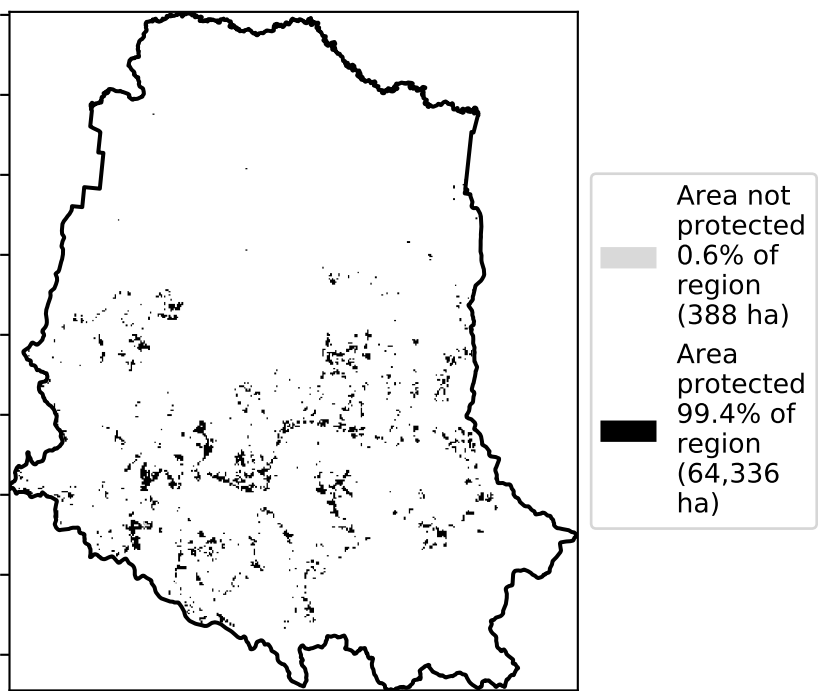 Area not
protected
0.6% of
region
(388 ha)
Area
protected
99.4% of
region
(64,336
ha)